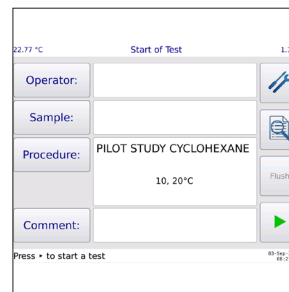 22.77 °C Start of Test
Operator:
Sample:
Procedure: PILOT STUDY CYCLOHEXANE
10, 20°C
Flush
Comment:
Press ▸ to start a test